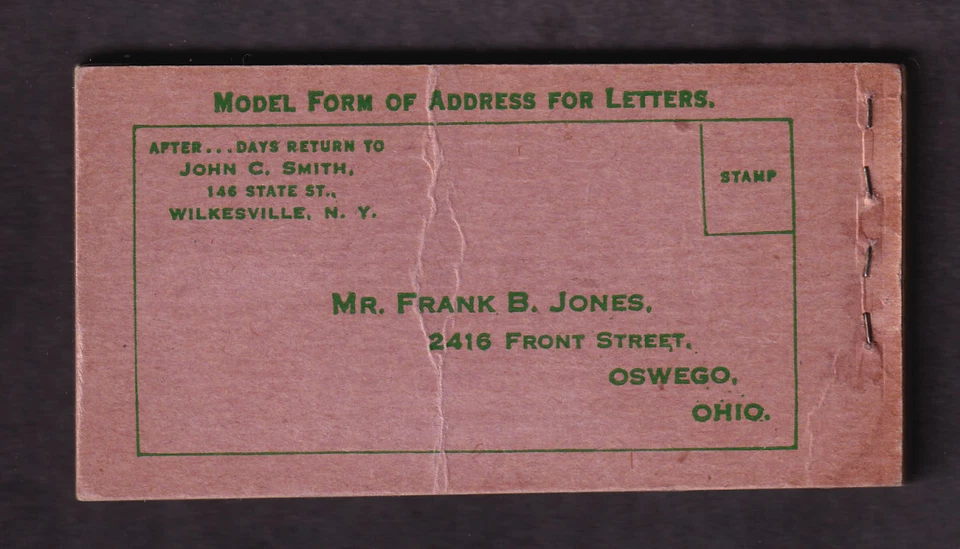 MODEL FORM OF ADDRESS FOR LETTERS.
AFTER...DAYS RETURN TO
JOHN C. SMITH,
146 STATE ST.,
WILKESVILLE, N. Y.
STAMP
MR. FRANK B. JONES,
2416 FRONT STREET,
OSWEGO,
OHIO.